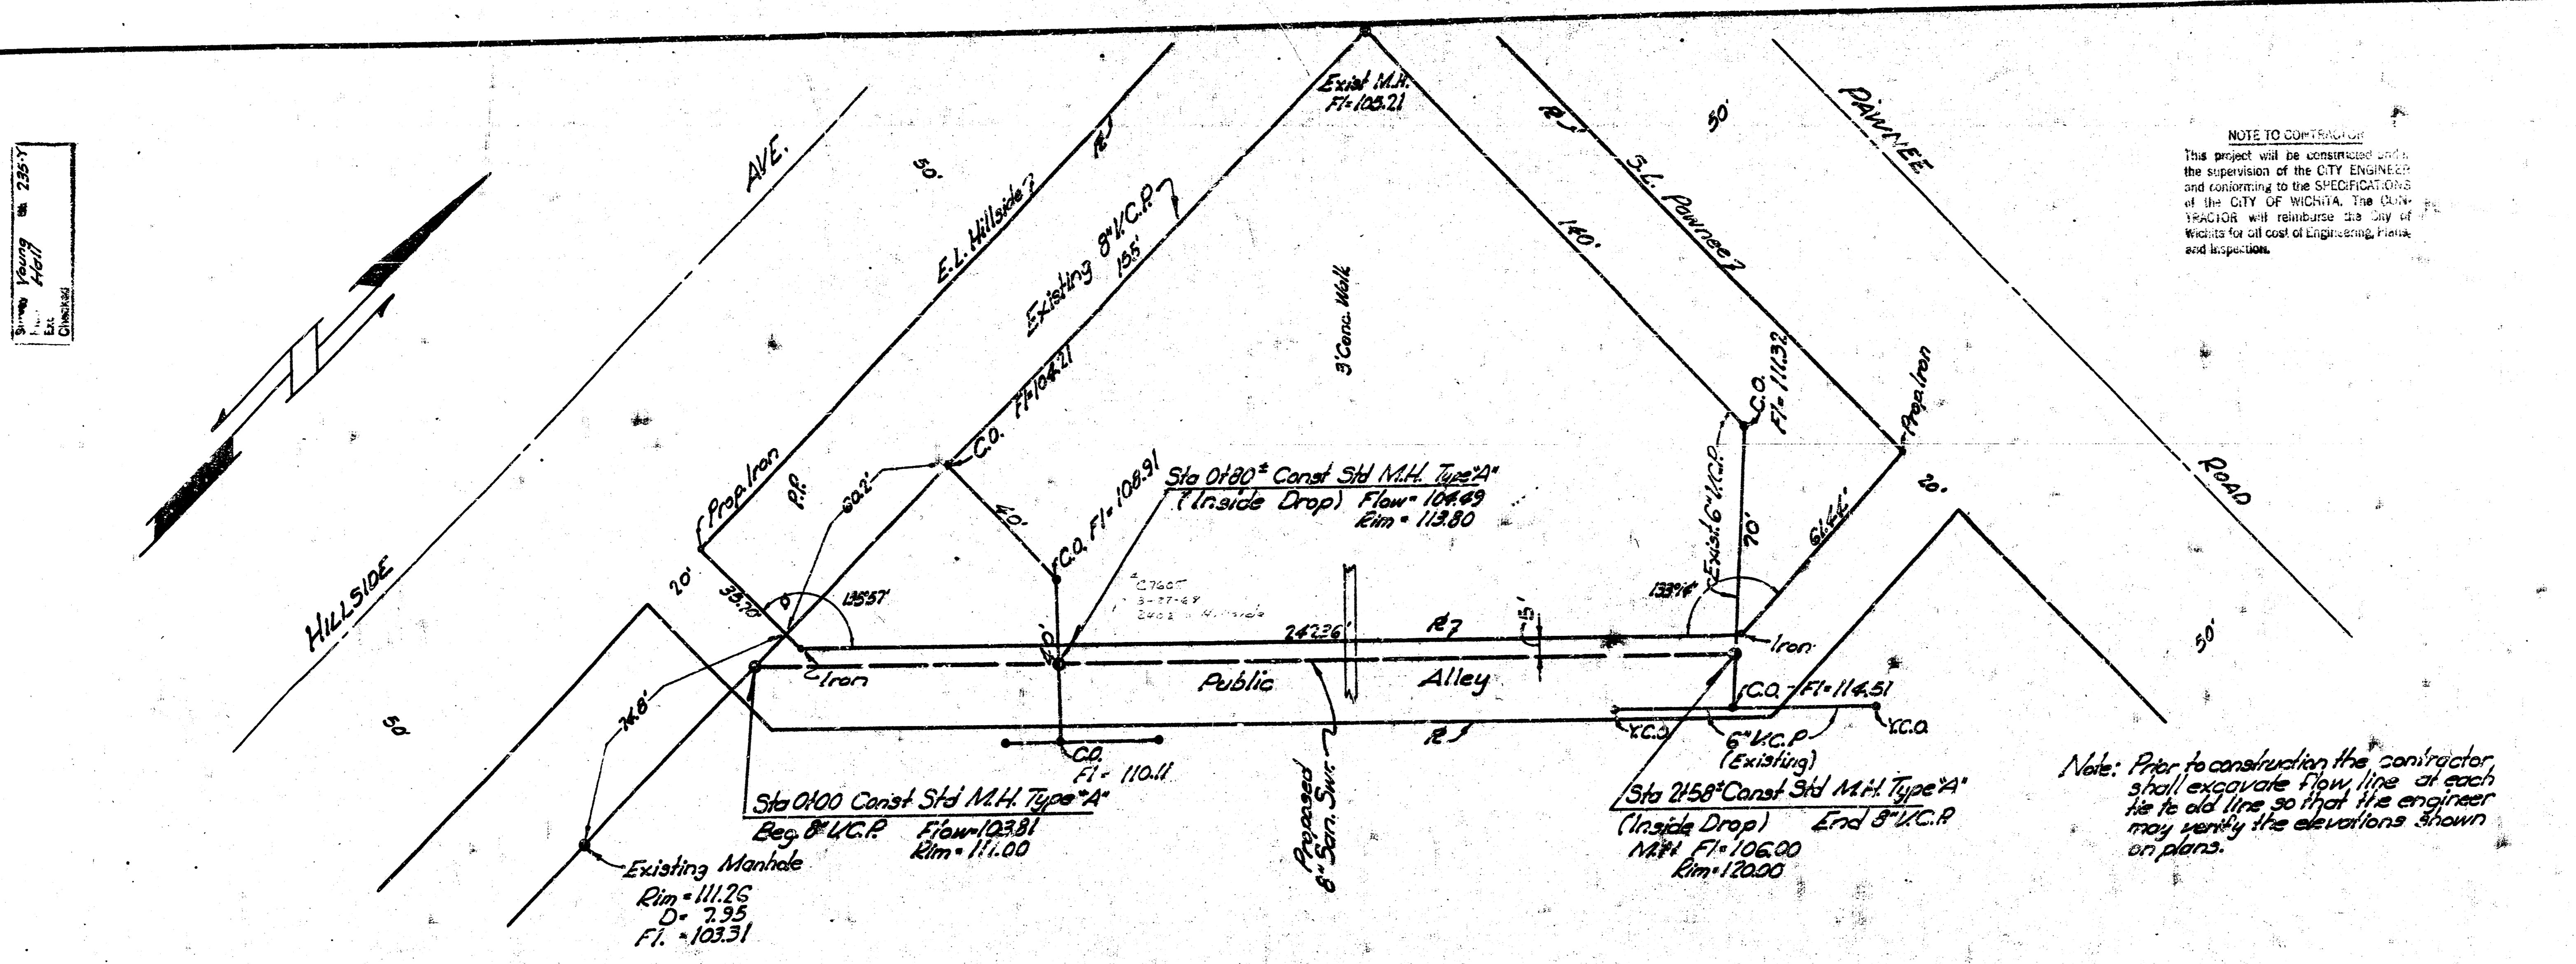 Young 235-Y
Hall
Exc
Checked
HILLSIDE
AVE.
50'
50'
E.L. Hillside
Existing 8" V.C.P.
155'
Exist M.H.
Fl=105.21
50'
PAWNEE
ROAD
S.L. Pawnee
140'
3' Conc. Walk
NOTE TO CONTRACTOR
This project will be constructed under
the supervision of the CITY ENGINEER
and conforming to the SPECIFICATIONS
of the CITY OF WICHITA. The CON-
TRACTOR will reimburse the City of
Wichita for all cost of Engineering, Plans,
and Inspection.
Prop. Iron
P.P.
60.2'
C.O. Fl=104.21
40'
C.O. Fl=108.91
Sta 0+80± Const Std M.H. Type "A"
(Inside Drop) Flow=104.49
Rim=113.80
Exist. 6" V.C.P.
70'
C.O.
Fl=111.32
Prop. Iron
61.44'
20'
20'
35.70'
135°57'
40'
242.36'
15'
133°14'
Iron
Iron
50'
Public Alley
74.8'
C.O. Fl=114.51
Y.C.O.
6" V.C.P.
(Existing)
Y.C.O.
C.O.
Fl=110.11
Proposed
8" San. Swr.
Sta 0+00 Const Std M.H. Type "A"
Beg. 8" V.C.P. Flow=103.81
Rim=111.00
Sta 2+58± Const Std M.H. Type "A"
(Inside Drop) End 8" V.C.P.
M.H. Fl=106.00
Rim=120.00
Existing Manhole
Rim=111.26
D=7.95
Fl.=103.31
Note: Prior to construction the contractor
shall excavate flow line at each
tie to old line so that the engineer
may verify the elevations shown
on plans.